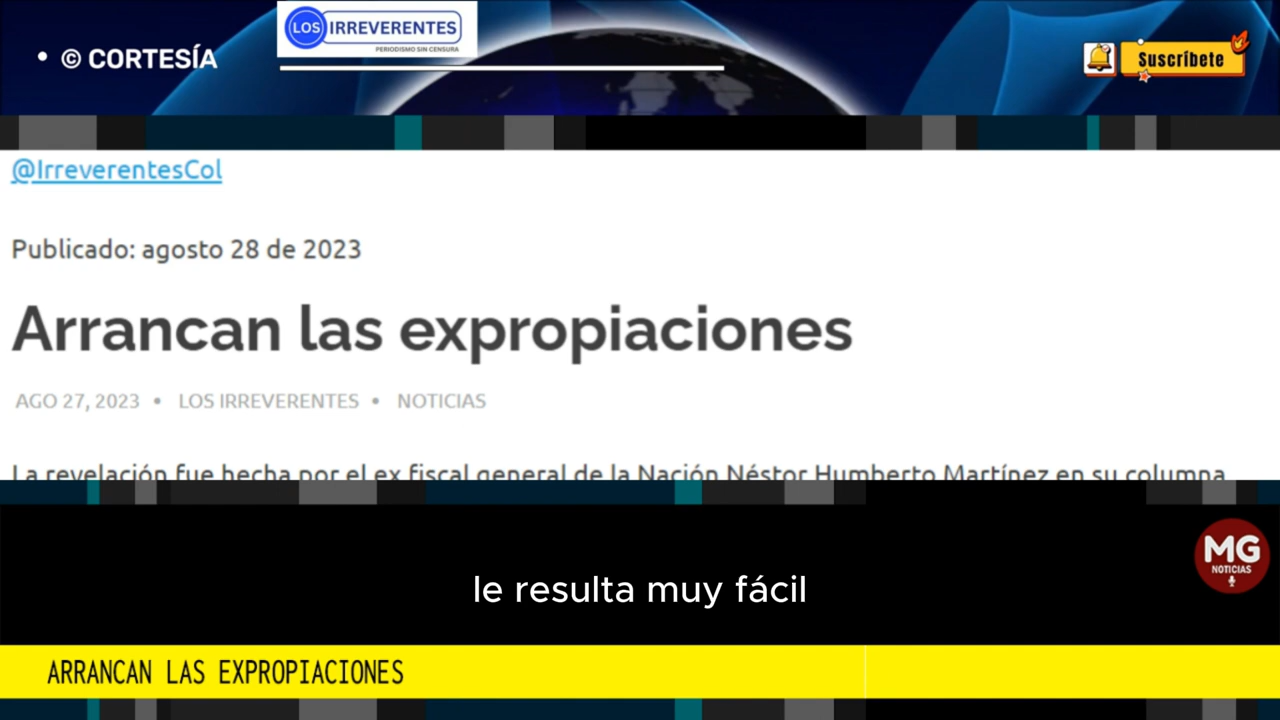 • © CORTESÍA
LOS IRREVERENTES
PERIODISMO SIN CENSURA
Suscríbete
@IrreverentesCol
Publicado: agosto 28 de 2023
Arrancan las expropiaciones
AGO 27, 2023 • LOS IRREVERENTES • NOTICIAS
La revelación fue hecha por el ex fiscal general de la Nación Néstor Humberto Martínez en su columna
MG
NOTICIAS
le resulta muy fácil
ARRANCAN LAS EXPROPIACIONES